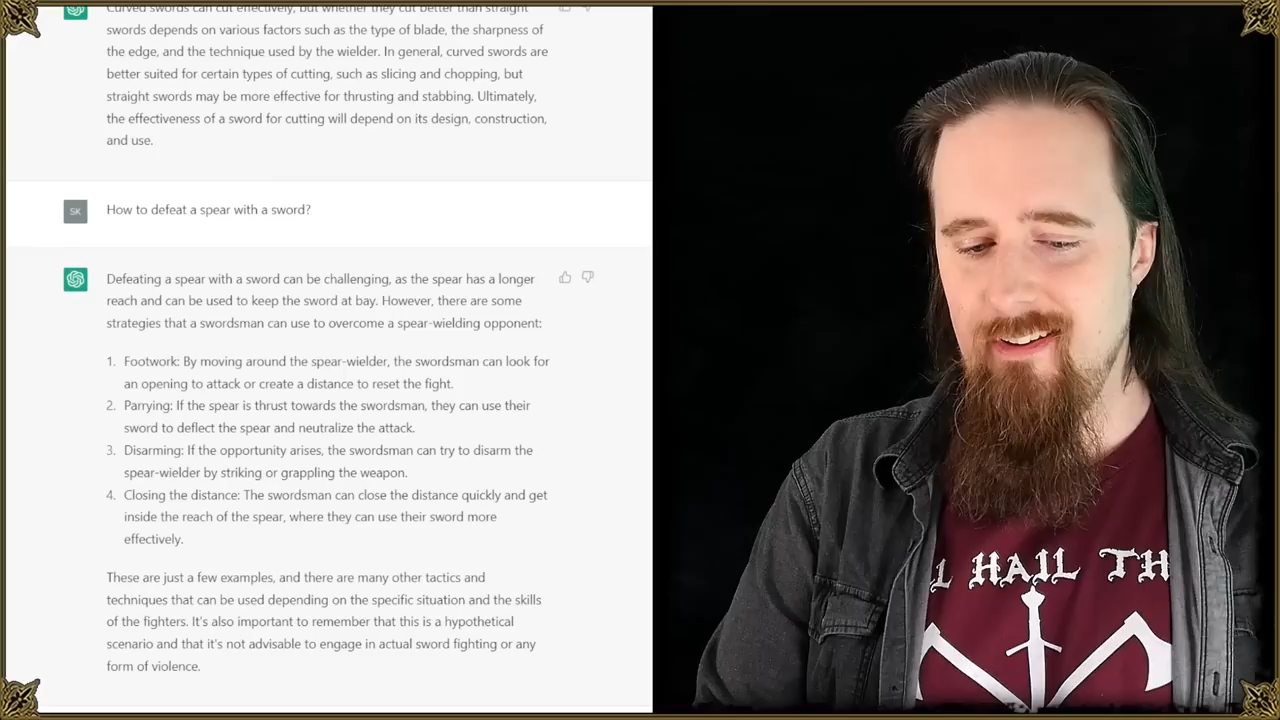 Curved swords can cut effectively, but whether they cut better than straight
swords depends on various factors such as the type of blade, the sharpness of
the edge, and the technique used by the wielder. In general, curved swords are
better suited for certain types of cutting, such as slicing and chopping, but
straight swords may be more effective for thrusting and stabbing. Ultimately,
the effectiveness of a sword for cutting will depend on its design, construction,
and use.
SK
How to defeat a spear with a sword?
Defeating a spear with a sword can be challenging, as the spear has a longer
reach and can be used to keep the sword at bay. However, there are some
strategies that a swordsman can use to overcome a spear-wielding opponent:
1. Footwork: By moving around the spear-wielder, the swordsman can look for
an opening to attack or create a distance to reset the fight.
2. Parrying: If the spear is thrust towards the swordsman, they can use their
sword to deflect the spear and neutralize the attack.
3. Disarming: If the opportunity arises, the swordsman can try to disarm the
spear-wielder by striking or grappling the weapon.
4. Closing the distance: The swordsman can close the distance quickly and get
inside the reach of the spear, where they can use their sword more
effectively.
These are just a few examples, and there are many other tactics and
techniques that can be used depending on the specific situation and the skills
of the fighters. It's also important to remember that this is a hypothetical
scenario and that it's not advisable to engage in actual sword fighting or any
form of violence.
L HAIL TH